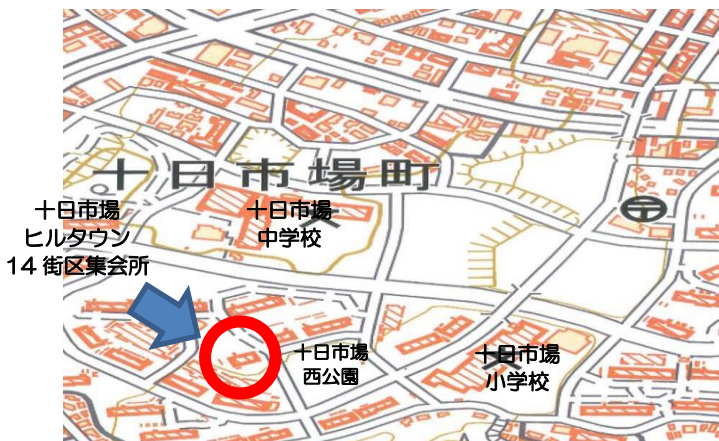 十日市場町
十日市場
ヒルタウン
14街区集会所
十日市場
中学校
十日市場
西公園
十日市場
小学校